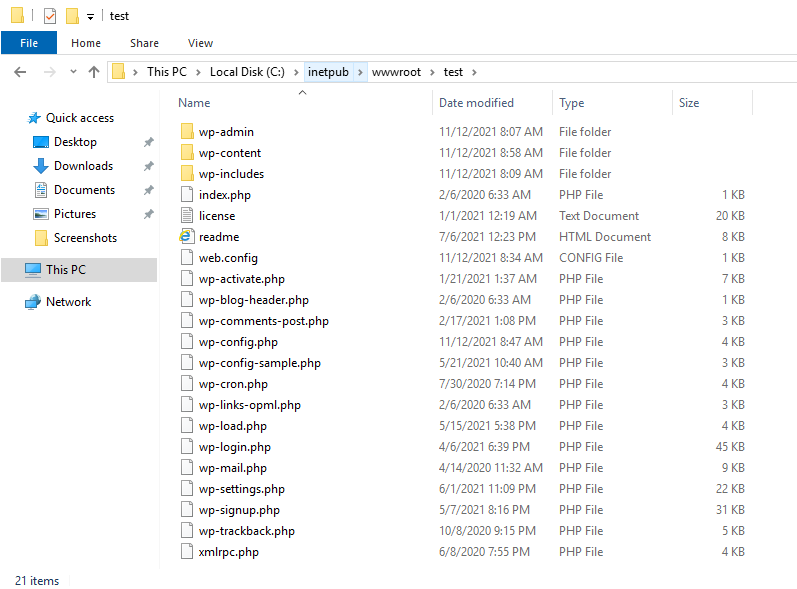 test
File Home Share View
This PC Local Disk (C:) inetpub wwwroot test
Name Date modified Type Size
Quick access
Desktop
Downloads
Documents
Pictures
Screenshots
This PC
Network
wp-admin 11/12/2021 8:07 AM File folder
wp-content 11/12/2021 8:58 AM File folder
wp-includes 11/12/2021 8:09 AM File folder
index.php 2/6/2020 6:33 AM PHP File 1 KB
license 1/1/2021 12:19 AM Text Document 20 KB
readme 7/6/2021 12:23 PM HTML Document 8 KB
web.config 11/12/2021 8:34 AM CONFIG File 1 KB
wp-activate.php 1/21/2021 1:37 AM PHP File 7 KB
wp-blog-header.php 2/6/2020 6:33 AM PHP File 1 KB
wp-comments-post.php 2/17/2021 1:08 PM PHP File 3 KB
wp-config.php 11/12/2021 8:47 AM PHP File 4 KB
wp-config-sample.php 5/21/2021 10:40 AM PHP File 3 KB
wp-cron.php 7/30/2020 7:14 PM PHP File 4 KB
wp-links-opml.php 2/6/2020 6:33 AM PHP File 3 KB
wp-load.php 5/15/2021 5:38 PM PHP File 4 KB
wp-login.php 4/6/2021 6:39 PM PHP File 45 KB
wp-mail.php 4/14/2020 11:32 AM PHP File 9 KB
wp-settings.php 6/1/2021 11:09 PM PHP File 22 KB
wp-signup.php 5/7/2021 8:16 PM PHP File 31 KB
wp-trackback.php 10/8/2020 9:15 PM PHP File 5 KB
xmlrpc.php 6/8/2020 7:55 PM PHP File 4 KB
21 items